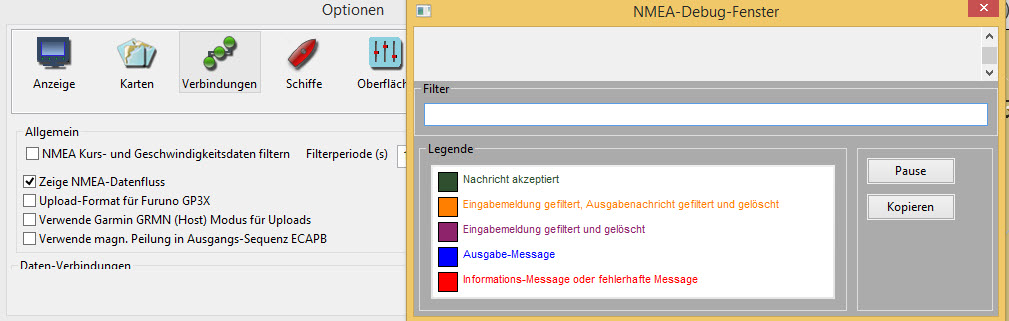 Optionen
Anzeige
Karten
Verbindungen
Schiffe
Oberfläch
Allgemein
NMEA Kurs- und Geschwindigkeitsdaten filtern Filterperiode (s)
Zeige NMEA-Datenfluss
Upload-Format für Furuno GP3X
Verwende Garmin GRMN (Host) Modus für Uploads
Verwende magn. Peilung in Ausgangs-Sequenz ECAPB
Daten-Verbindungen
NMEA-Debug-Fenster
Filter
Legende
Nachricht akzeptiert
Eingabemeldung gefiltert, Ausgabenachricht gefiltert und gelöscht
Eingabemeldung gefiltert und gelöscht
Ausgabe-Message
Informations-Message oder fehlerhafte Message
Pause
Kopieren